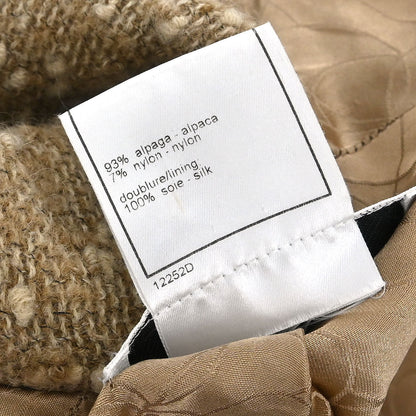 93% alpaga - alpaca
7% nylon - nylon
doublure/lining
100% soie - silk
12252D